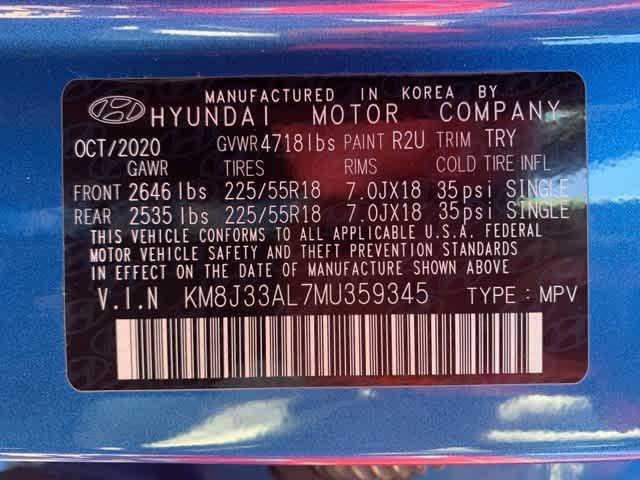 MANUFACTURED IN KOREA BY
HYUNDAI MOTOR COMPANY
OCT/2020 GVWR 4718lbs PAINT R2U TRIM TRY
GAWR TIRES RIMS COLD TIRE INFL
FRONT 2646 lbs 225/55R18 7.0JX18 35psi SINGLE
REAR 2535 lbs 225/55R18 7.0JX18 35psi SINGLE
THIS VEHICLE CONFORMS TO ALL APPLICABLE U.S.A. FEDERAL
MOTOR VEHICLE SAFETY AND THEFT PREVENTION STANDARDS
IN EFFECT ON THE DATE OF MANUFACTURE SHOWN ABOVE.
V.I.N KM8J33AL7MU359345 TYPE : MPV